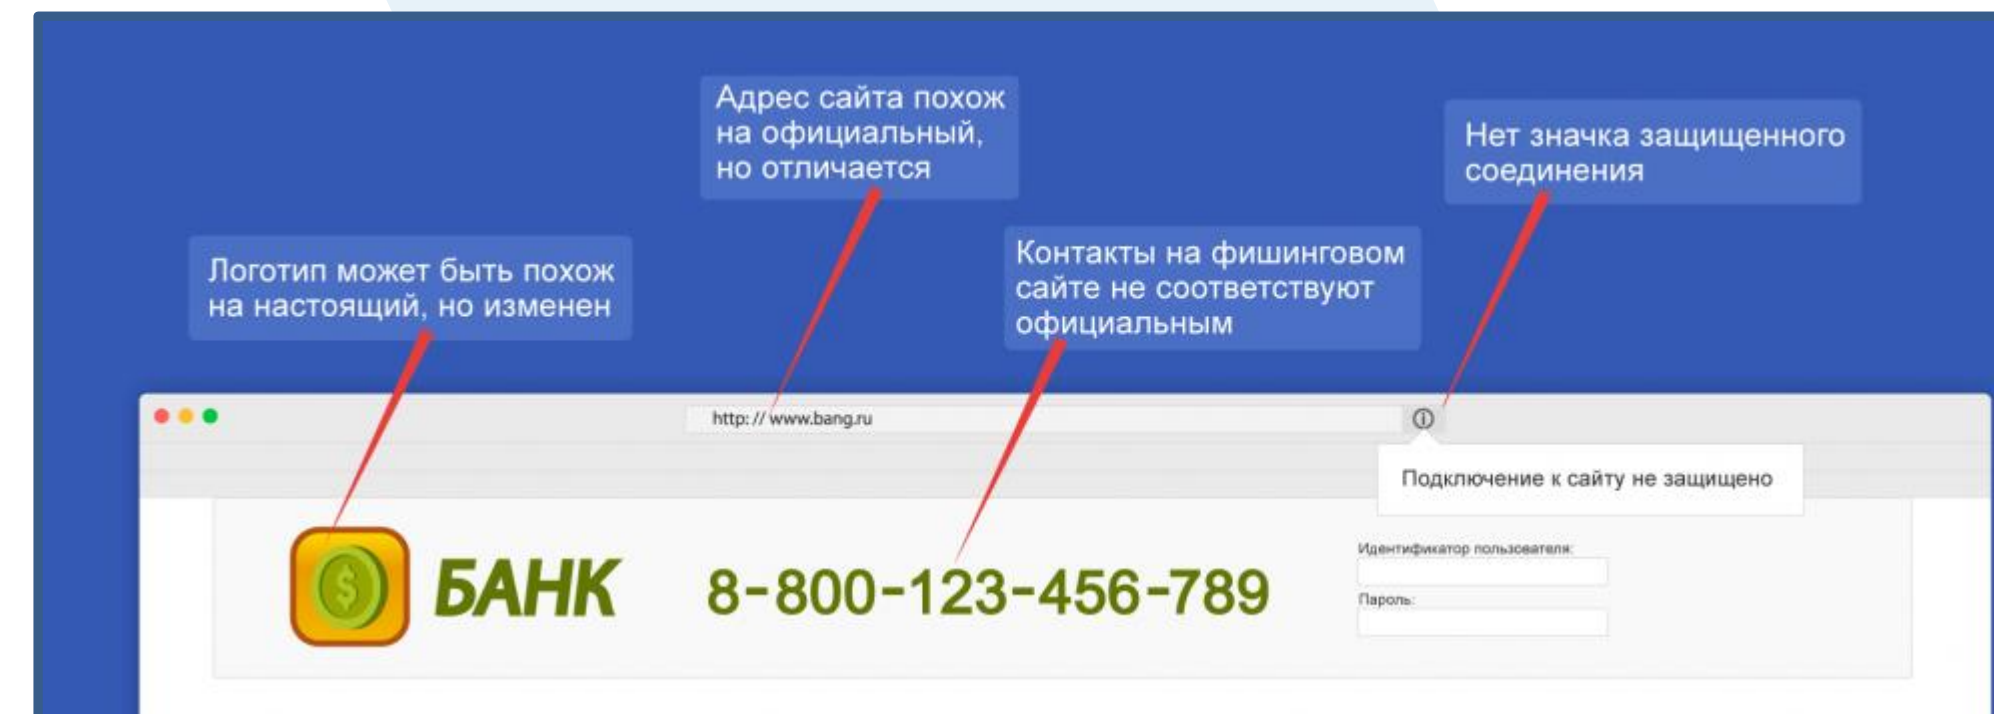 Адрес сайта похож
на официальный,
но отличается
Нет значка защищенного
соединения
Логотип может быть похож
на настоящий, но изменен
Контакты на фишинговом
сайте не соответствуют
официальным
http: // www.bang.ru
Подключение к сайту не защищено
$
БАНК
8-800-123-456-789
Идентификатор пользователя:
Пароль: